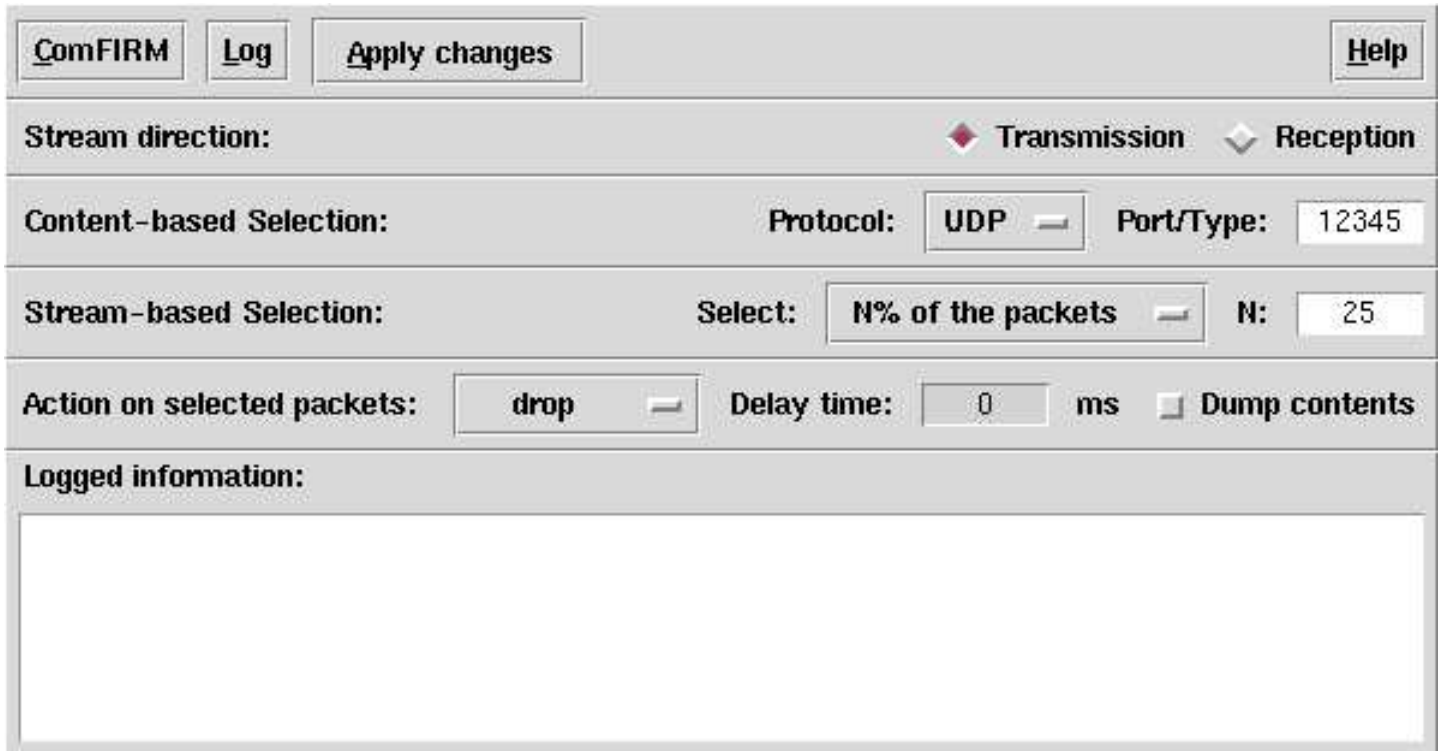 ComFIRM Log Apply changes Help
Stream direction: Transmission Reception
Content-based Selection: Protocol: UDP Port/Type: 12345
Stream-based Selection: Select: N% of the packets N: 25
Action on selected packets: drop Delay time: 0 ms Dump contents
Logged information: